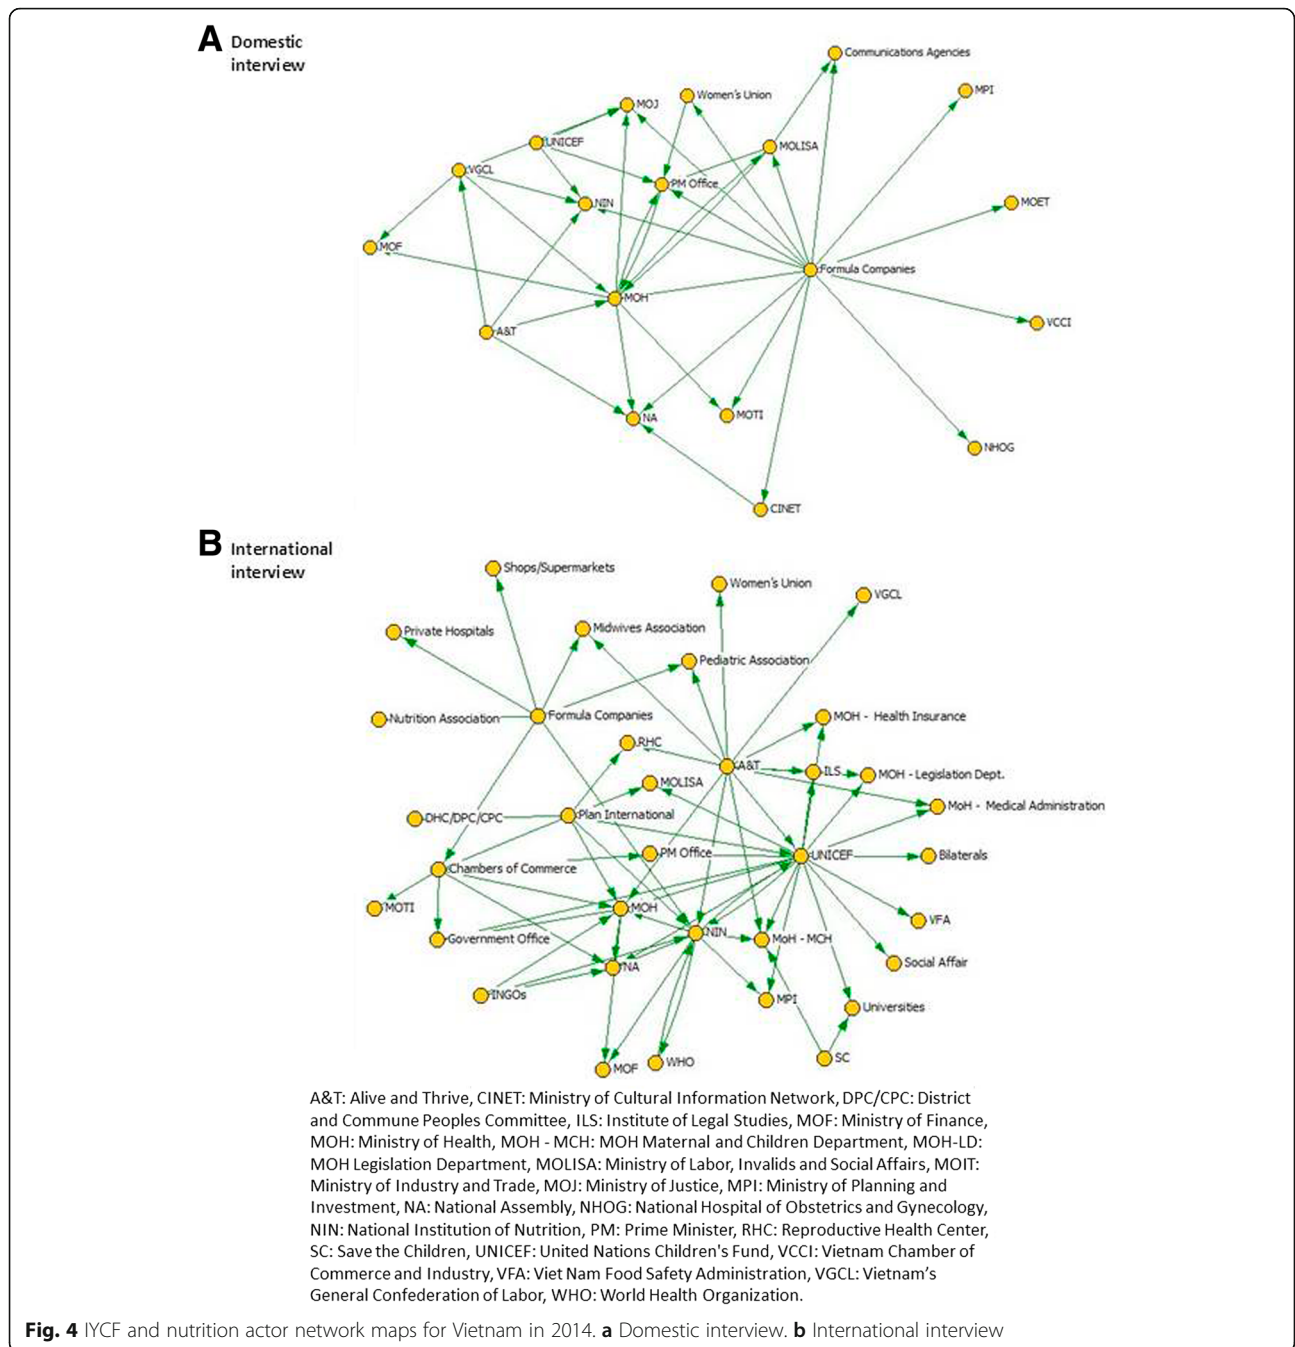 A Domestic
interview
Communications Agencies
MPI
Women's Union
MOJ
UNICEF
MOLISA
VGCL
PM Office
NIN
MOET
MOF
Formula Companies
MOH
VCCI
A&T
NA
MOTI
NHOG
CINET
B International
interview
Shops/Supermarkets
Women's Union
VGCL
Private Hospitals
Midwives Association
Pediatric Association
Nutrition Association
Formula Companies
MOH - Health Insurance
RHC
A&T
ILS
MOH - Legislation Dept.
MOLISA
MoH - Medical Administration
DHC/DPC/CPC
Plan International
PM Office
UNICEF
Bilaterals
Chambers of Commerce
MOTI
MOH
VFA
Government Office
NIN
MoH - MCH
Social Affair
NA
INGOs
MPI
Universities
SC
MOF
WHO
A&T: Alive and Thrive, CINET: Ministry of Cultural Information Network, DPC/CPC: District
and Commune Peoples Committee, ILS: Institute of Legal Studies, MOF: Ministry of Finance,
MOH: Ministry of Health, MOH - MCH: MOH Maternal and Children Department, MOH-LD:
MOH Legislation Department, MOLISA: Ministry of Labor, Invalids and Social Affairs, MOIT:
Ministry of Industry and Trade, MOJ: Ministry of Justice, MPI: Ministry of Planning and
Investment, NA: National Assembly, NHOG: National Hospital of Obstetrics and Gynecology,
NIN: National Institution of Nutrition, PM: Prime Minister, RHC: Reproductive Health Center,
SC: Save the Children, UNICEF: United Nations Children's Fund, VCCI: Vietnam Chamber of
Commerce and Industry, VFA: Viet Nam Food Safety Administration, VGCL: Vietnam's
General Confederation of Labor, WHO: World Health Organization.
Fig. 4 IYCF and nutrition actor network maps for Vietnam in 2014. a Domestic interview. b International interview